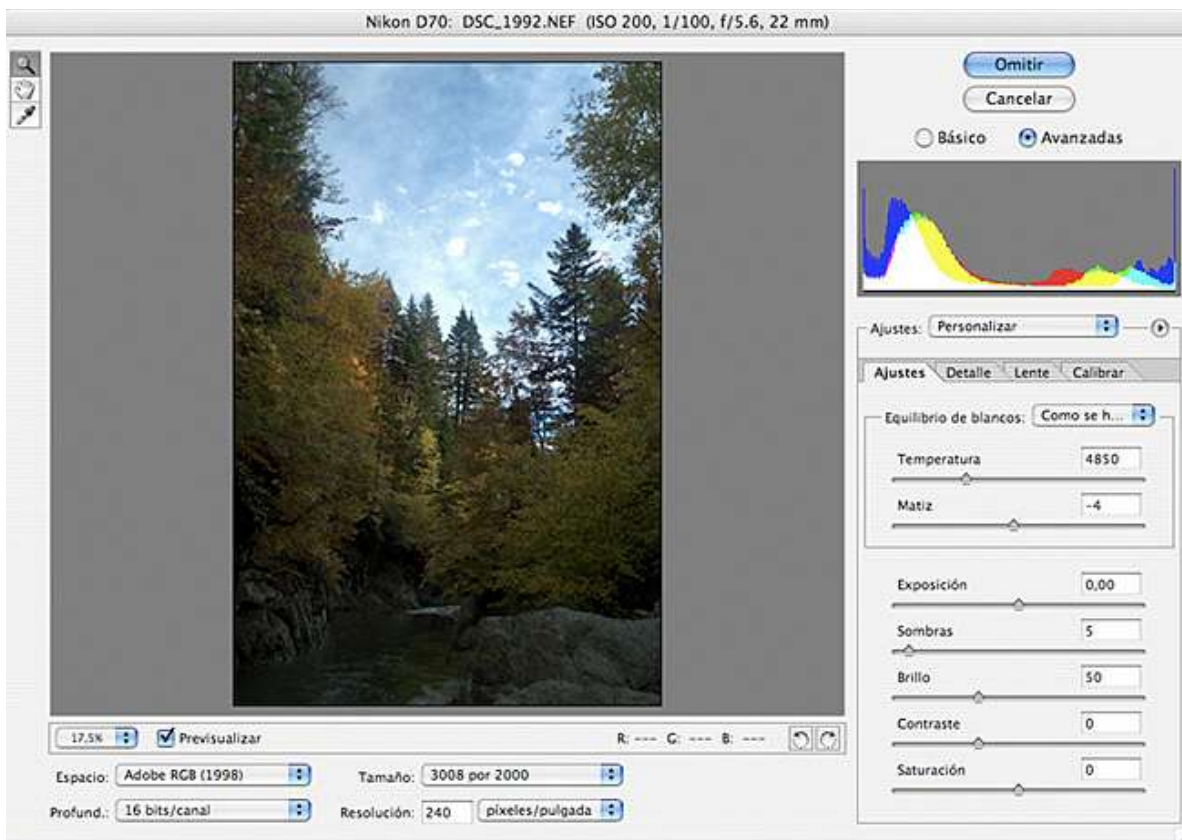 Nikon D70: DSC_1992.NEF (ISO 200, 1/100, f/5.6, 22 mm)
Omitir
Cancelar
Básico Avanzadas
Ajustes: Personalizar
Ajustes Detalle Lente Calibrar
Equilibrio de blancos: Como se h...
Temperatura 4850
Matiz -4
Exposición 0,00
Sombras 5
Brillo 50
Contraste 0
Saturación 0
17,5% Previsualizar R: --- G: --- B: ---
Espacio: Adobe RGB (1998) Tamaño: 3008 por 2000
Profund.: 16 bits/canal Resolución: 240 píxeles/pulgada